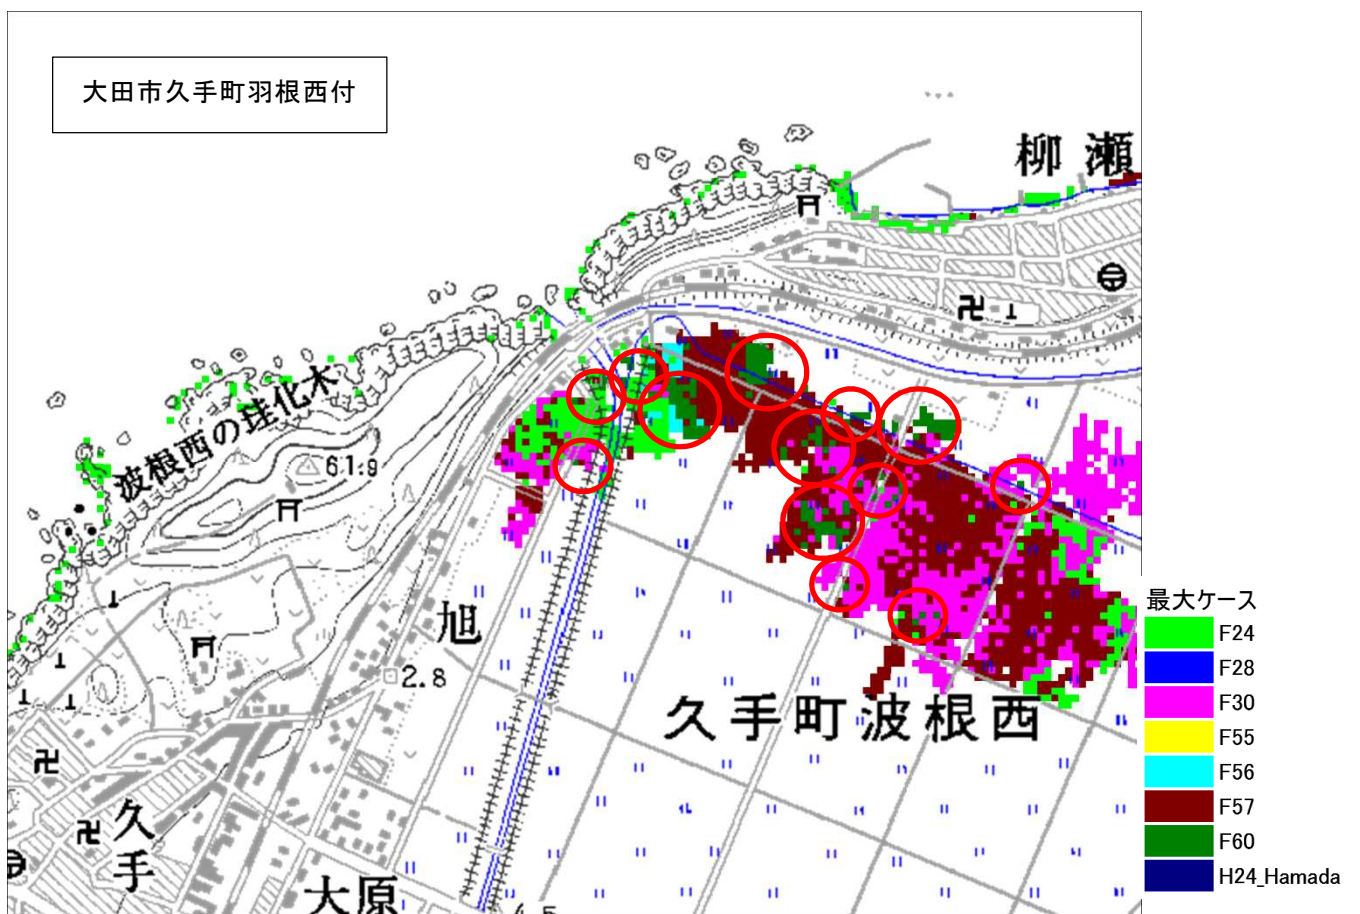 大田市久手町羽根西付
柳瀬
波根西の珪化木
61.9
旭
2.8
久手町波根西
久手
大原
4.5
最大ケース
F24
F28
F30
F55
F56
F57
F60
H24_Hamada